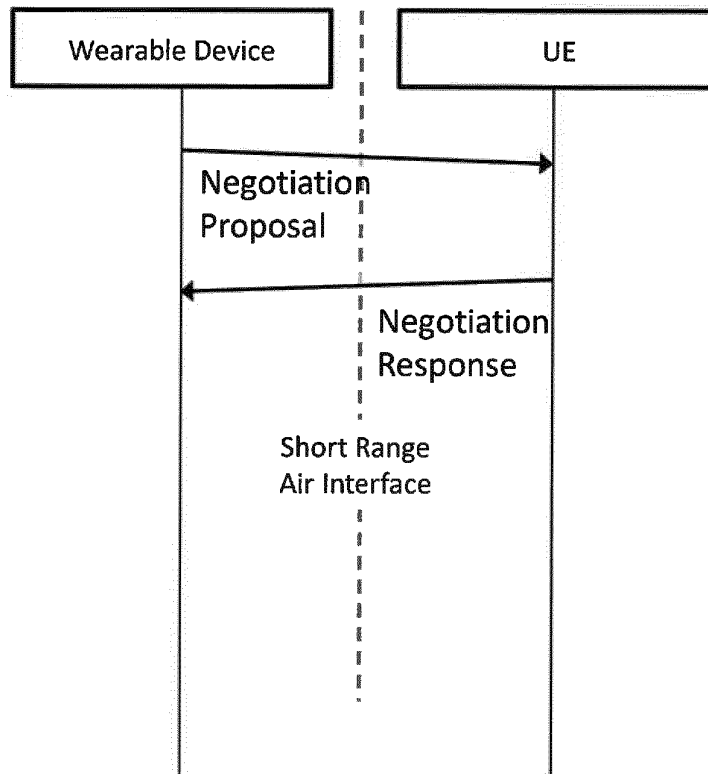 Wearable Device
UE
Negotiation
Proposal
Negotiation
Response
Short Range
Air Interface